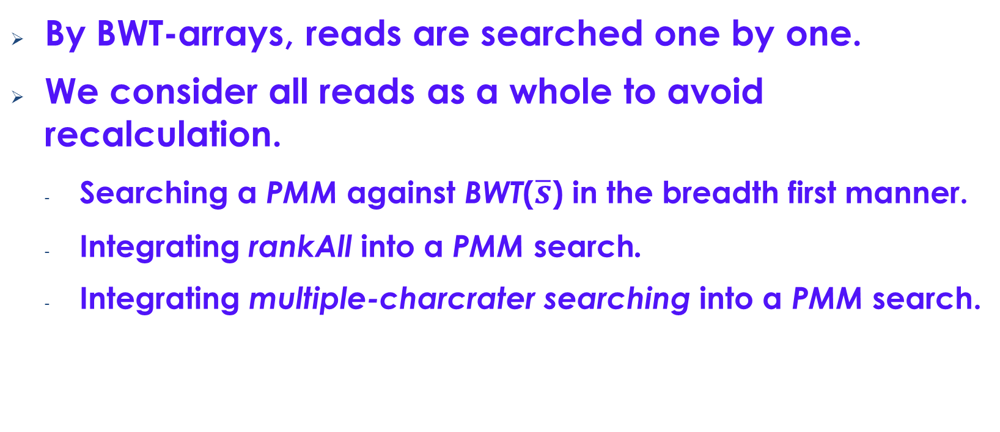 ➢ By BWT-arrays, reads are searched one by one.
➢ We consider all reads as a whole to avoid
recalculation.
- Searching a PMM against BWT(s̅) in the breadth first manner.
- Integrating rankAll into a PMM search.
- Integrating multiple-charcrater searching into a PMM search.